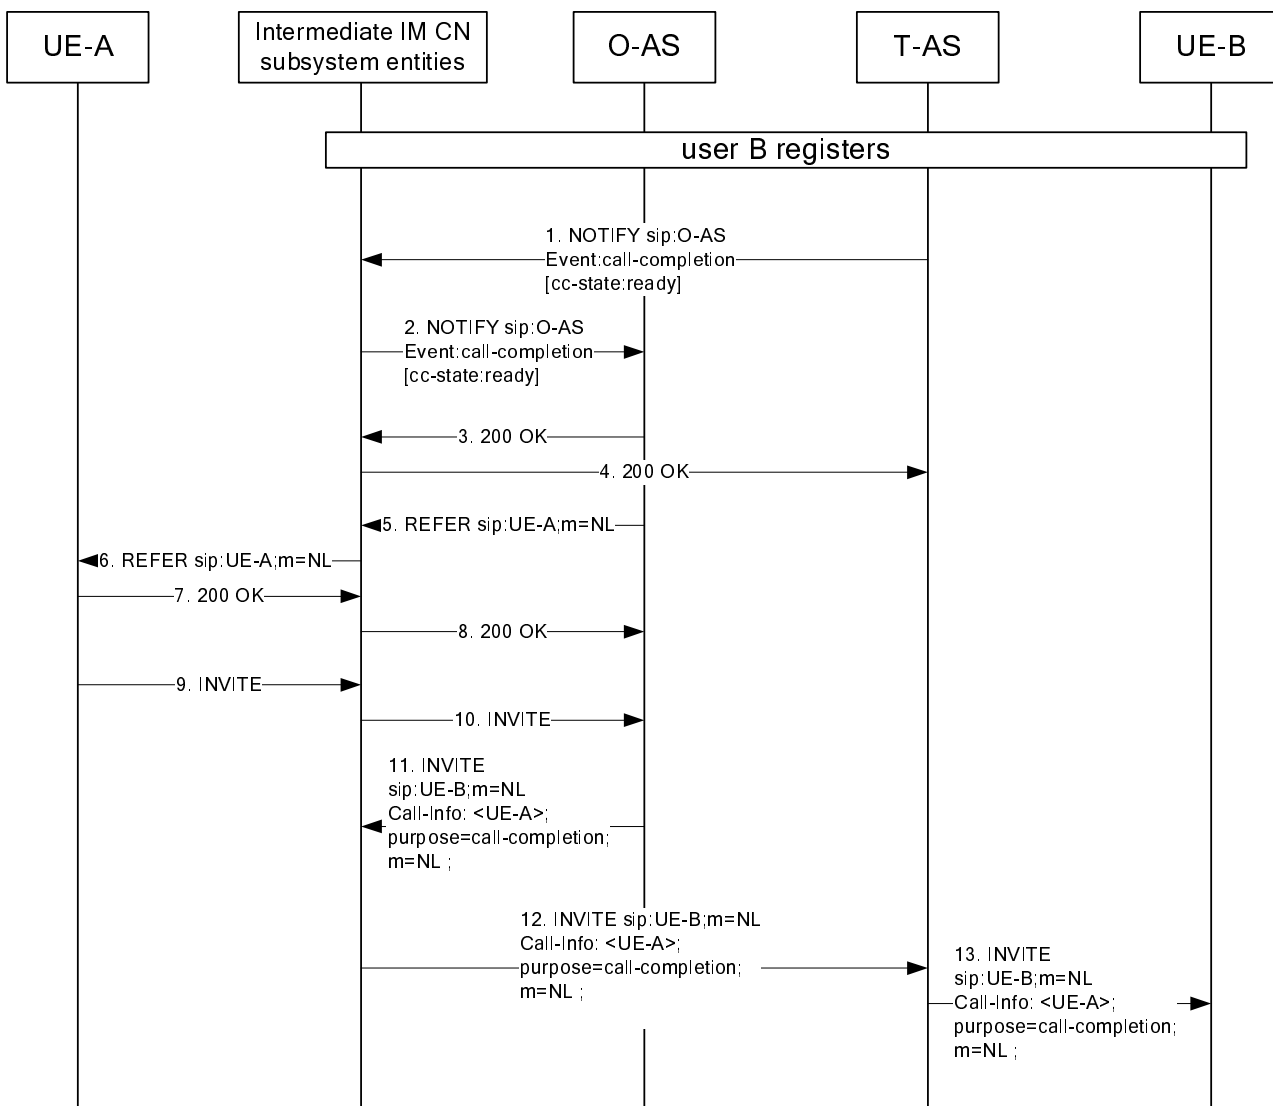 UE-A
Intermediate IM CN
subsystem entities
O-AS
T-AS
UE-B
user B registers
1. NOTIFY sip:O-AS
Event:call-completion
[cc-state:ready]
2. NOTIFY sip:O-AS
Event:call-completion
[cc-state:ready]
3. 200 OK
4. 200 OK
5. REFER sip:UE-A;m=NL
6. REFER sip:UE-A;m=NL
7. 200 OK
8. 200 OK
9. INVITE
10. INVITE
11. INVITE
sip:UE-B;m=NL
Call-Info: <UE-A>;
purpose=call-completion;
m=NL ;
12. INVITE sip:UE-B;m=NL
Call-Info: <UE-A>;
purpose=call-completion;
m=NL ;
13. INVITE
sip:UE-B;m=NL
Call-Info: <UE-A>;
purpose=call-completion;
m=NL ;